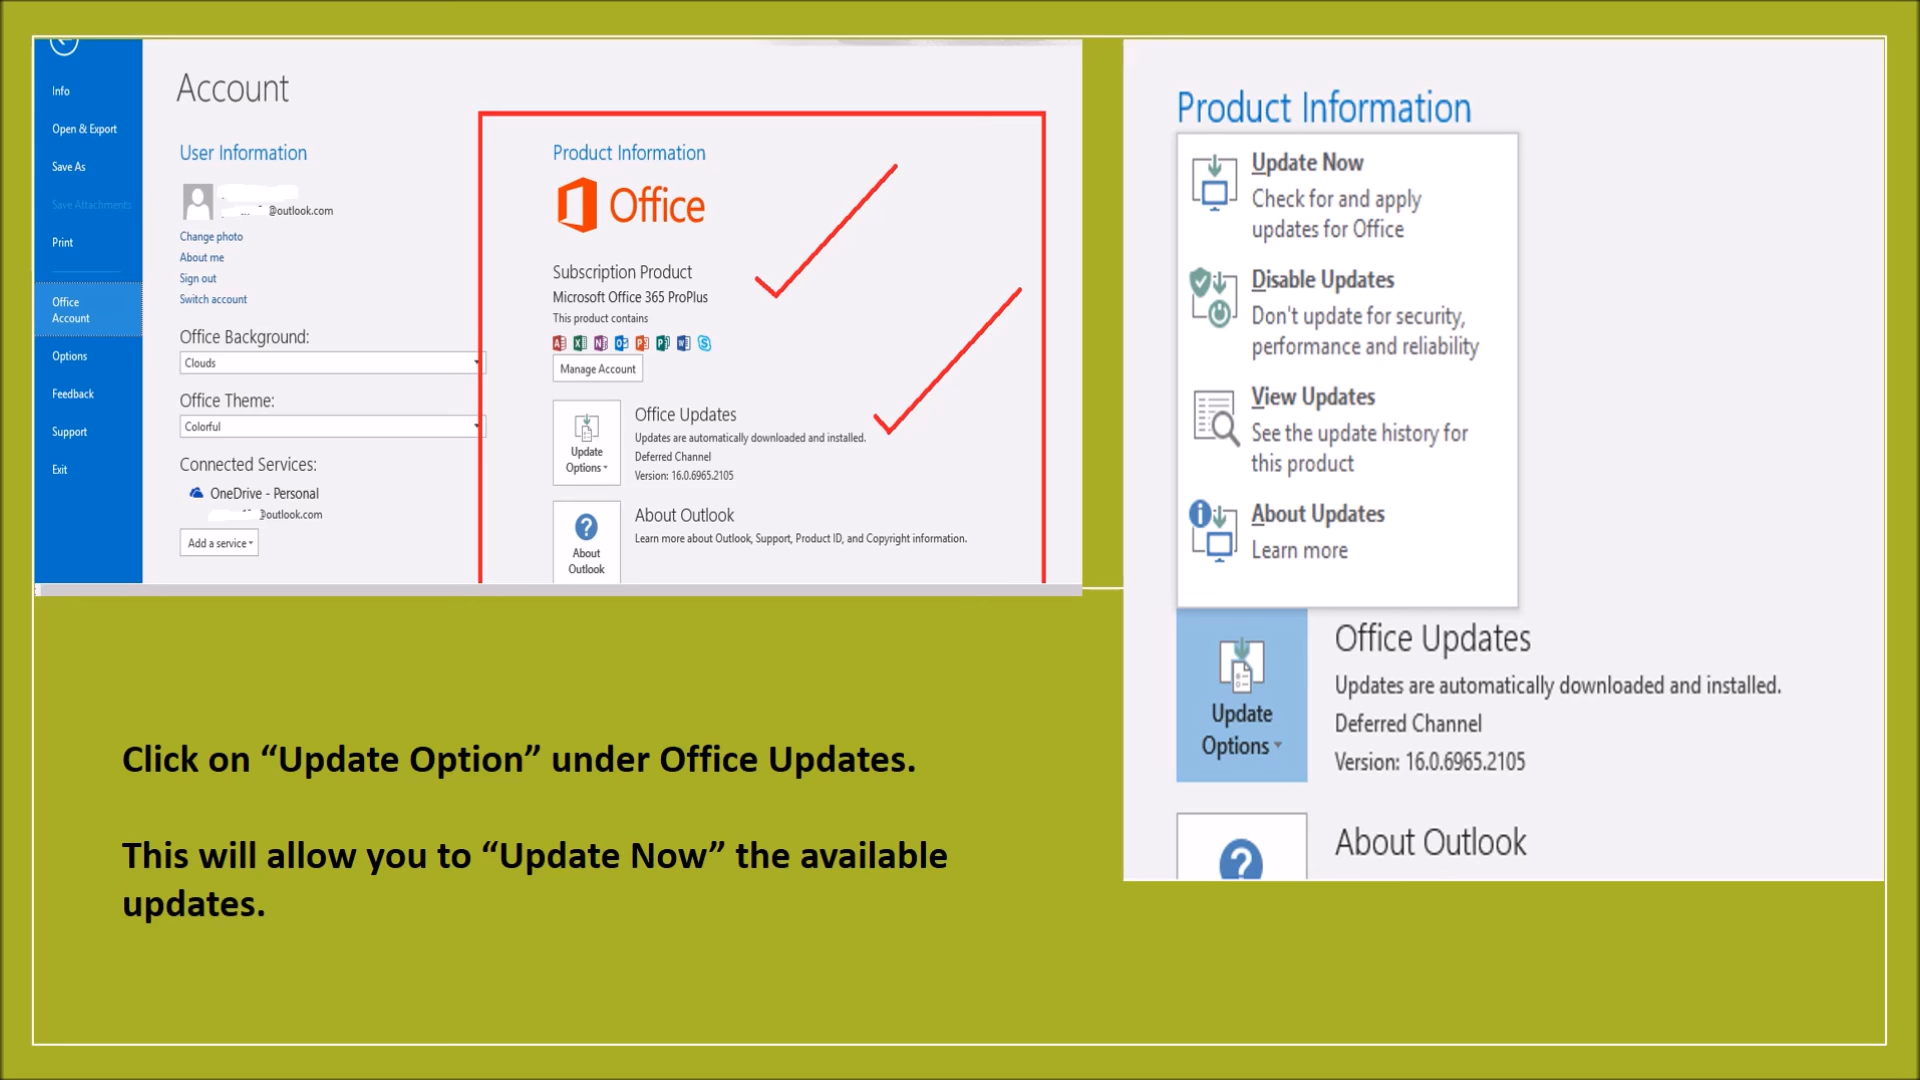 Info
Open & Export
Save As
Save Attachments
Print
Office
Account
Options
Feedback
Support
Exit
Account
User Information
@outlook.com
Change photo
About me
Sign out
Switch account
Office Background:
Clouds
Office Theme:
Colorful
Connected Services:
OneDrive - Personal
@outlook.com
Add a service
Product Information
Office
Subscription Product
Microsoft Office 365 ProPlus
This product contains
Manage Account
Update
Options
Office Updates
Updates are automatically downloaded and installed.
Deferred Channel
Version: 16.0.6965.2105
About
Outlook
About Outlook
Learn more about Outlook, Support, Product ID, and Copyright information.
Product Information
Update Now
Check for and apply
updates for Office
Disable Updates
Don't update for security,
performance and reliability
View Updates
See the update history for
this product
About Updates
Learn more
Update
Options
Office Updates
Updates are automatically downloaded and installed.
Deferred Channel
Version: 16.0.6965.2105
About Outlook
Click on “Update Option” under Office Updates.
This will allow you to “Update Now” the available
updates.